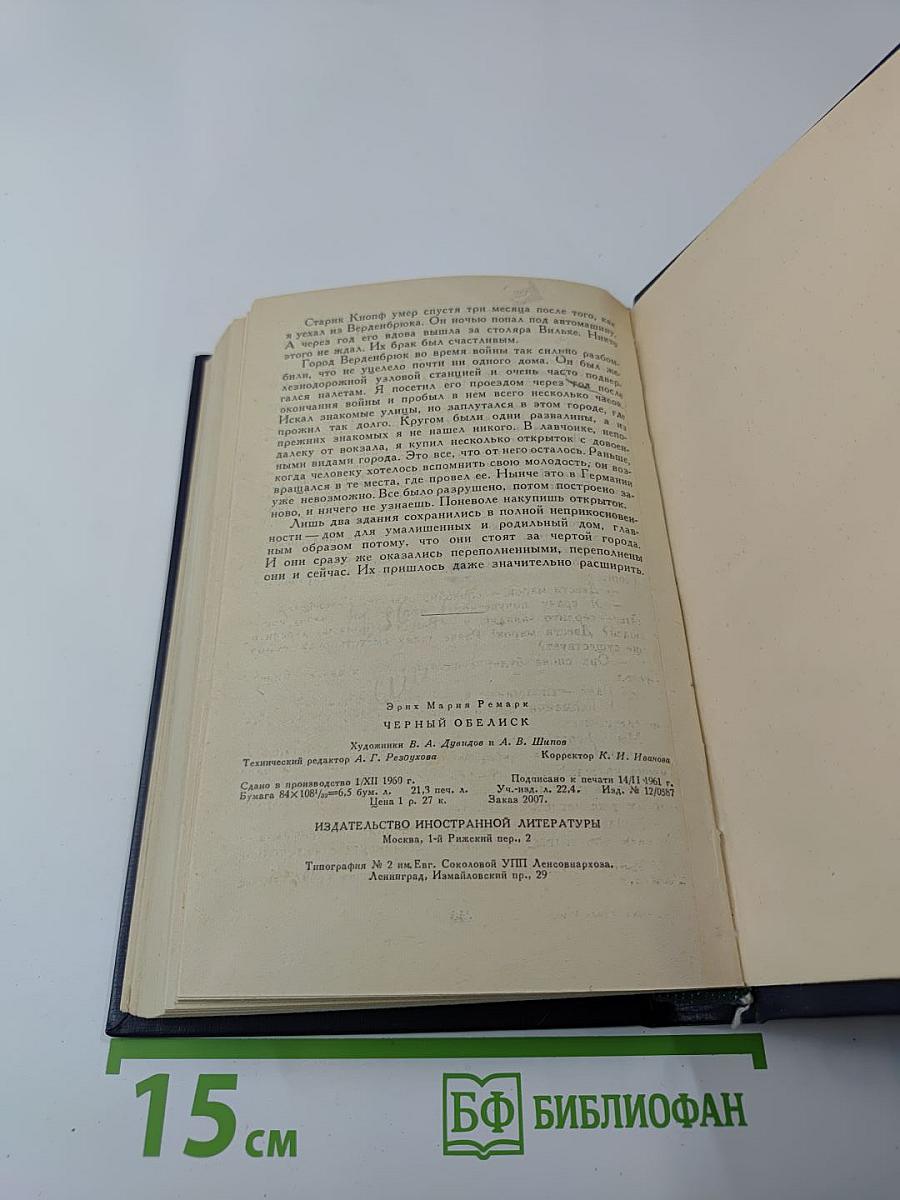 Старик Кнопф умер спустя три месяца после того, как
я уехал из Верденбрюка. Он ночью попал под автомашину.
А через год его вдова вышла за столяра Вильке. Никто
этого не ждал. Их брак был счастливым.
Город Верденбрюк во время войны так сильно разбом-
били, что не уцелело почти ни одного дома. Он был же-
лезнодорожной узловой станцией и очень часто подвер-
гался налетам. Я посетил его проездом через год после
окончания войны и пробыл в нем всего несколько часов.
Искал знакомые улицы, но заплутался в этом городе, где
прожил так долго. Кругом были одни развалины, а из
прежних знакомых я не нашел никого. В лавчонке, непо-
далеку от вокзала, я купил несколько открыток с довоен-
ными видами города. Это все, что от него осталось. Раньше,
когда человеку хотелось вспомнить свою молодость, он воз-
вращался в те места, где провел ее. Нынче это в Германии
уже невозможно. Все было разрушено, потом построено за-
ново, и ничего не узнаешь. Поневоле накупишь открыток.
Лишь два здания сохранились в полной неприкосновен-
ности — дом для умалишенных и родильный дом, глав-
ным образом потому, что они стоят за чертой города.
И они сразу же оказались переполненными, переполнены
они и сейчас. Их пришлось даже значительно расширить.
Эрих Мария Ремарк
ЧЕРНЫЙ ОБЕЛИСК
Художники В. А. Дувидов и А. В. Шипов
Технический редактор А. Г. Резоухова Корректор К. И. Иванова
Сдано в производство 1/XII 1960 г. Подписано к печати 14/II 1961 г.
Бумага 84×108¹/₃₂=6,5 бум. л. 21,3 печ. л. Уч.-изд. л. 22,4. Изд. № 12/0587
Цена 1 р. 27 к. Заказ 2007.
ИЗДАТЕЛЬСТВО ИНОСТРАННОЙ ЛИТЕРАТУРЫ
Москва, 1-й Рижский пер., 2
Типография № 2 им. Евг. Соколовой УПП Ленсовнархоза.
Ленинград, Измайловский пр., 29
15 см
БФ БИБЛИОФАН